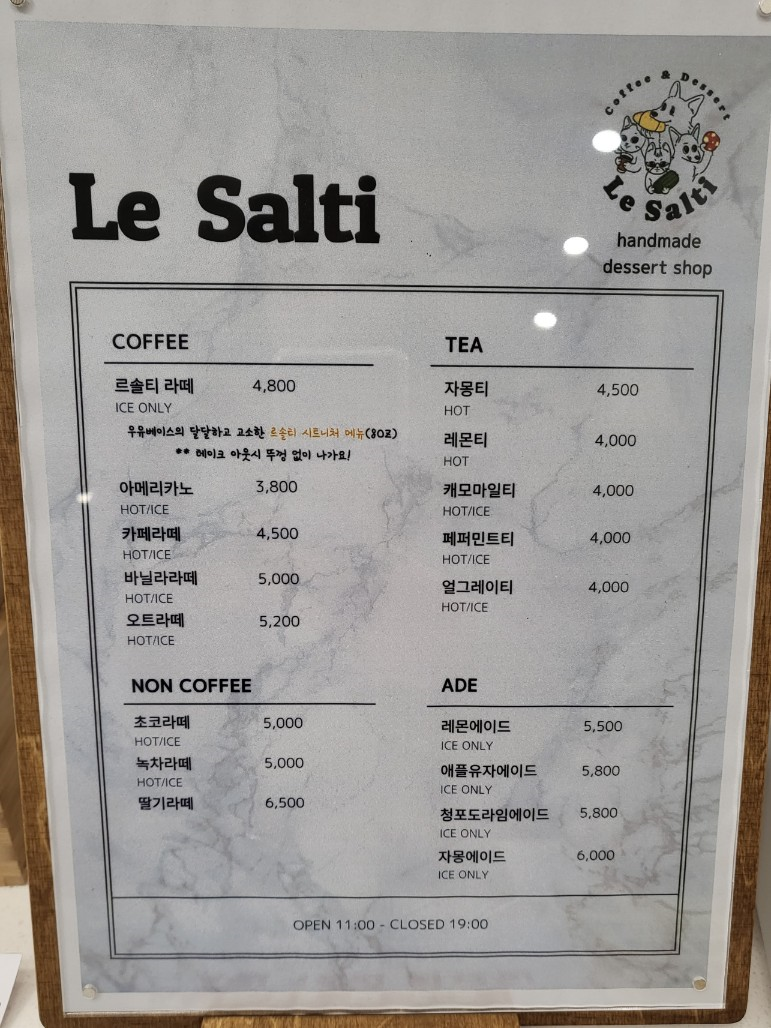 Coffee & Dessert
Le Salti
handmade
dessert shop
Le Salti
COFFEE
르솔티 라떼 4,800
ICE ONLY
우유베이스의 달달하고 고소한 르솔티 시트니처 메뉴(8OZ)
** 테이크 아웃시 뚜껑 없이 나가요!
아메리카노 3,800
HOT/ICE
카페라떼 4,500
HOT/ICE
바닐라라떼 5,000
HOT/ICE
오트라떼 5,200
HOT/ICE
NON COFFEE
초코라떼 5,000
HOT/ICE
녹차라떼 5,000
HOT/ICE
딸기라떼 6,500
TEA
자몽티 4,500
HOT
레몬티 4,000
HOT
캐모마일티 4,000
HOT/ICE
페퍼민트티 4,000
HOT/ICE
얼그레이티 4,000
HOT/ICE
ADE
레몬에이드 5,500
ICE ONLY
애플유자에이드 5,800
ICE ONLY
청포도라임에이드 5,800
ICE ONLY
자몽에이드 6,000
ICE ONLY
OPEN 11:00 - CLOSED 19:00